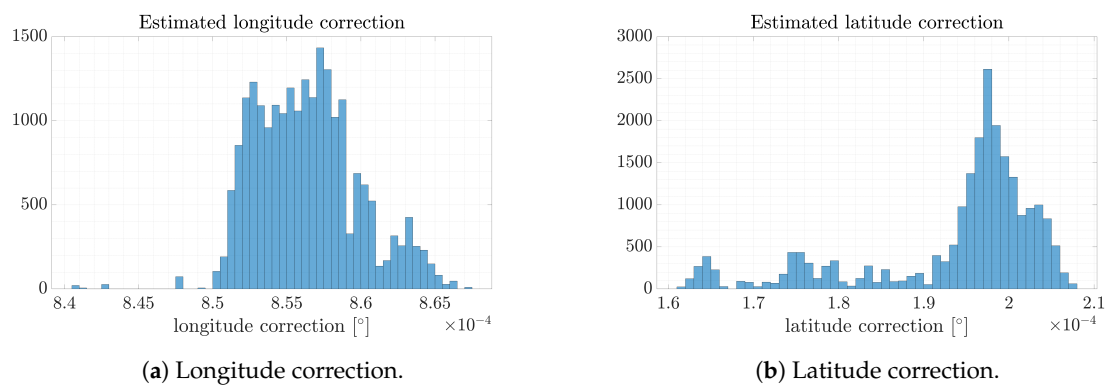 Estimated longitude correction
1500
1000
500
0
8.4 8.45 8.5 8.55 8.6 8.65
longitude correction [°] ×10⁻⁴
(a) Longitude correction.
Estimated latitude correction
3000
2500
2000
1500
1000
500
0
1.6 1.7 1.8 1.9 2 2.1
latitude correction [°] ×10⁻⁴
(b) Latitude correction.